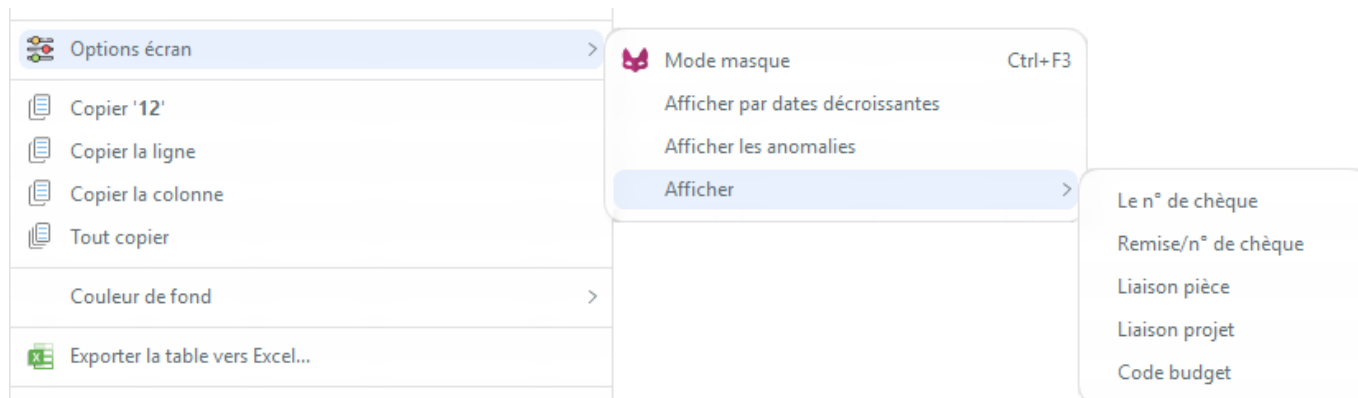 Options écran
Copier '12'
Copier la ligne
Copier la colonne
Tout copier
Couleur de fond
Exporter la table vers Excel...
Mode masque Ctrl+F3
Afficher par dates décroissantes
Afficher les anomalies
Afficher
Le n° de chèque
Remise/n° de chèque
Liaison pièce
Liaison projet
Code budget